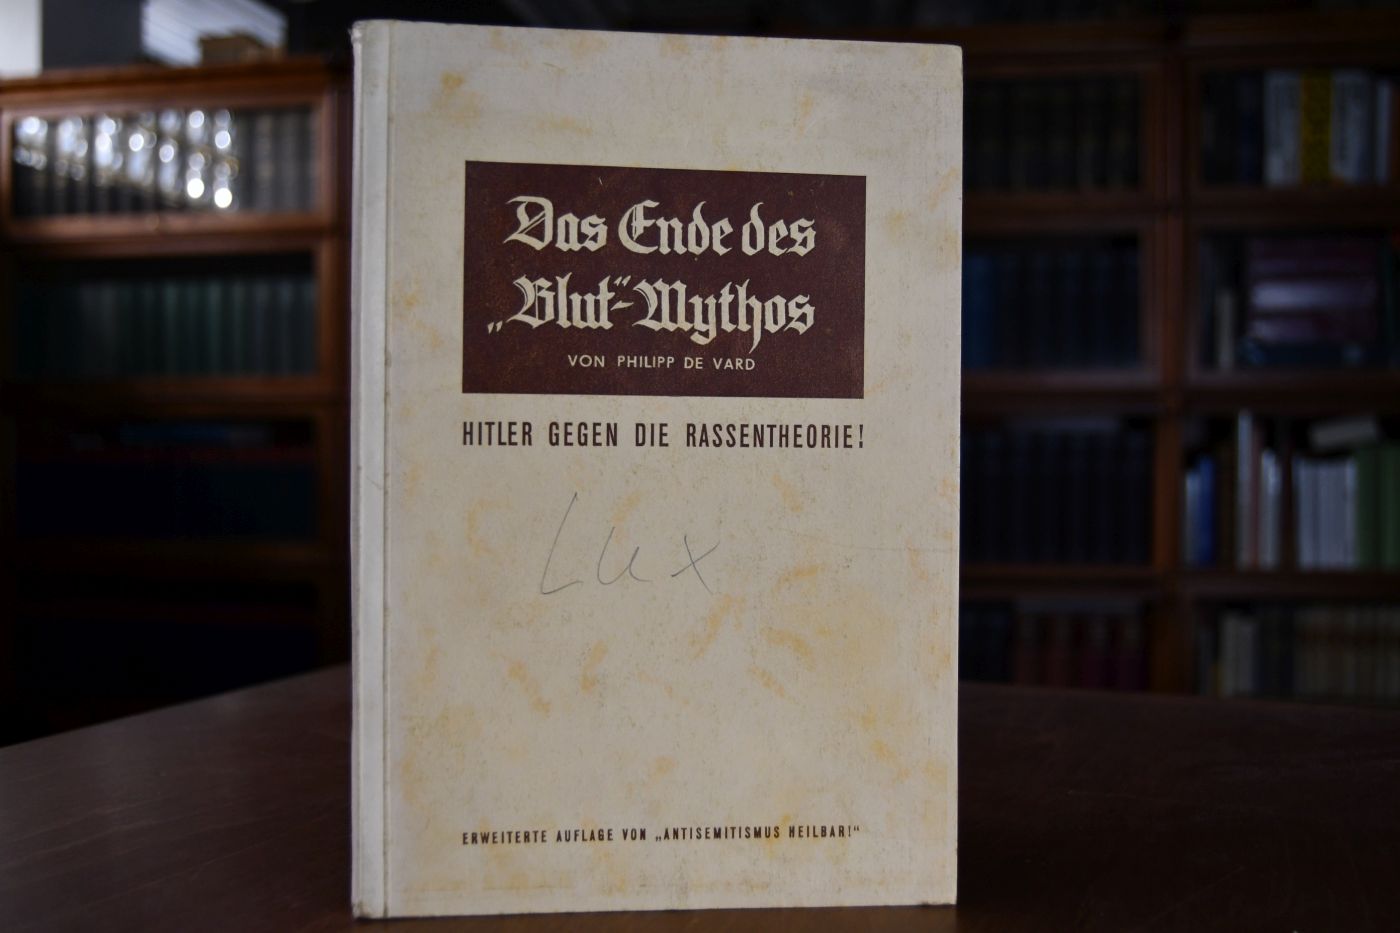 Das Ende des
„Blut“-Mythos
VON PHILIPP DE VARD
HITLER GEGEN DIE RASSENTHEORIE!
Lux
ERWEITERTE AUFLAGE VON „ANTISEMITISMUS HEILBAR!“